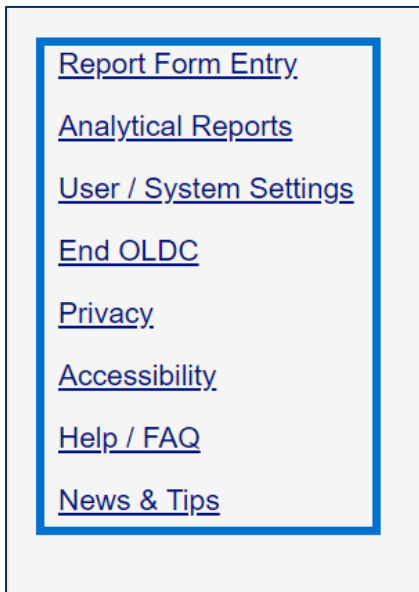 Report Form Entry
Analytical Reports
User / System Settings
End OLDC
Privacy
Accessibility
Help / FAQ
News & Tips